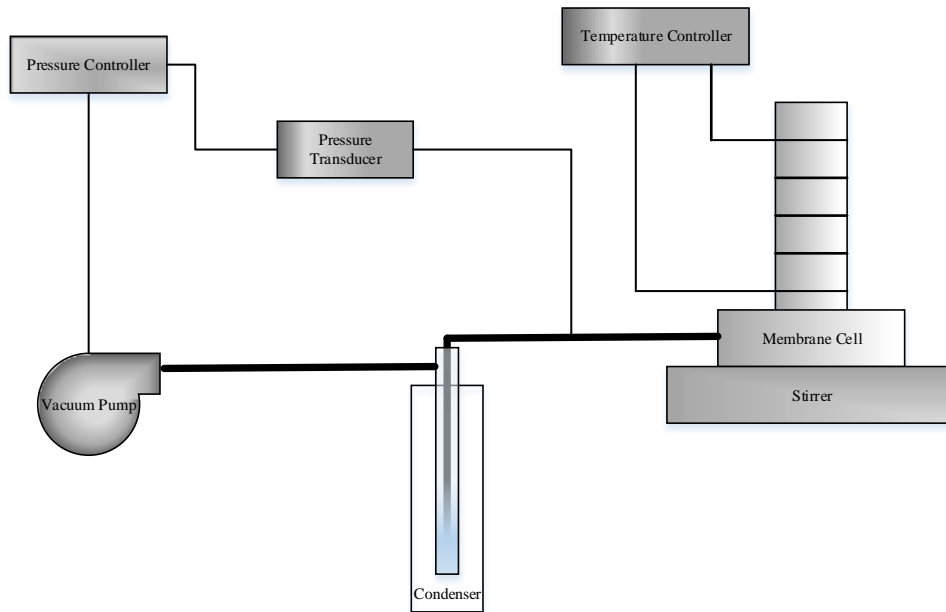 Temperature Controller
Pressure Controller
Pressure
Transducer
Membrane Cell
Stirrer
Vacuum Pump
Condenser